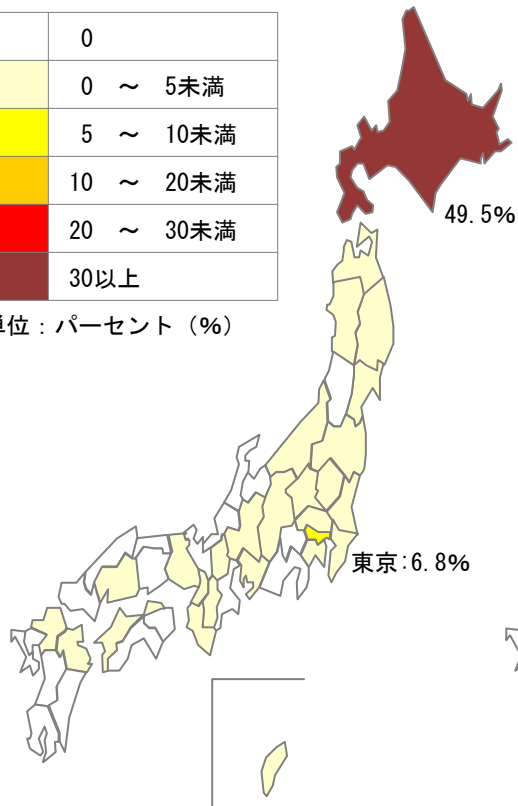 0
0 ～ 5未満
5 ～ 10未満
10 ～ 20未満
20 ～ 30未満
30以上
単位：パーセント（%）
49.5%
東京:6.8%